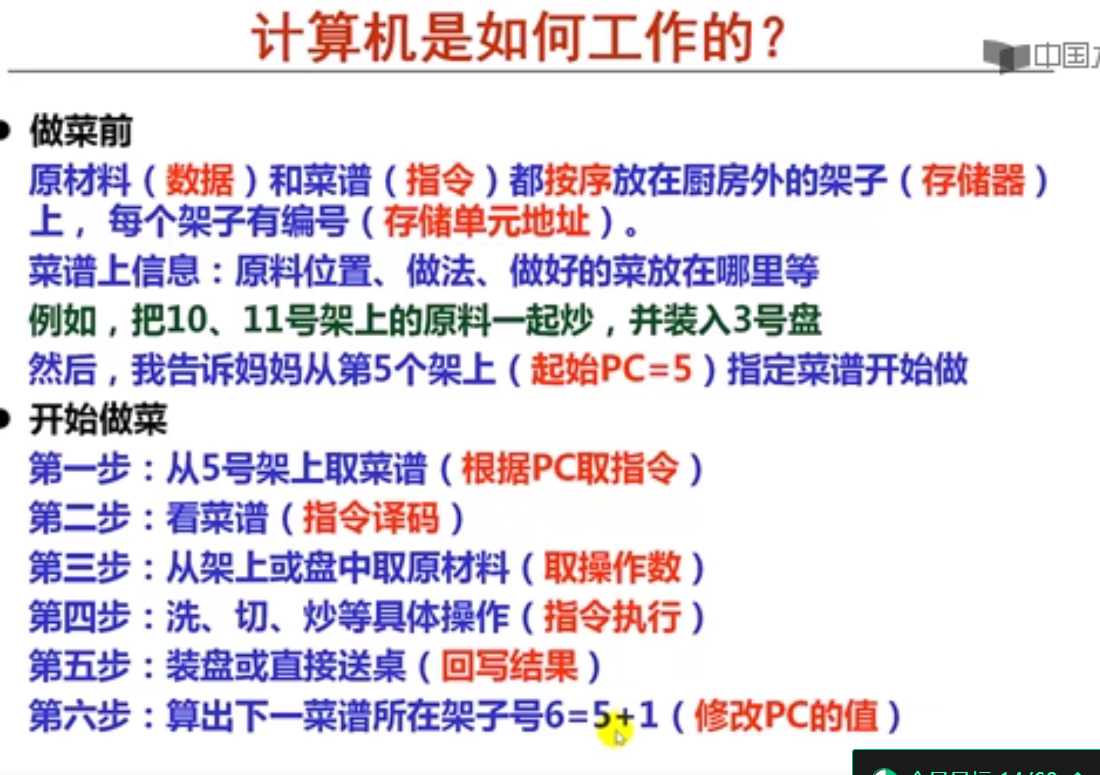 计算机是如何工作的？
中国
做菜前
原材料（数据）和菜谱（指令）都按序放在厨房外的架子（存储器）
上，每个架子有编号（存储单元地址）。
菜谱上信息：原料位置、做法、做好的菜放在哪里等
例如，把10、11号架上的原料一起炒，并装入3号盘
然后，我告诉妈妈从第5个架上（起始PC=5）指定菜谱开始做
开始做菜
第一步：从5号架上取菜谱（根据PC取指令）
第二步：看菜谱（指令译码）
第三步：从架上或盘中取原材料（取操作数）
第四步：洗、切、炒等具体操作（指令执行）
第五步：装盘或直接送桌（回写结果）
第六步：算出下一菜谱所在架子号6=5+1（修改PC的值）